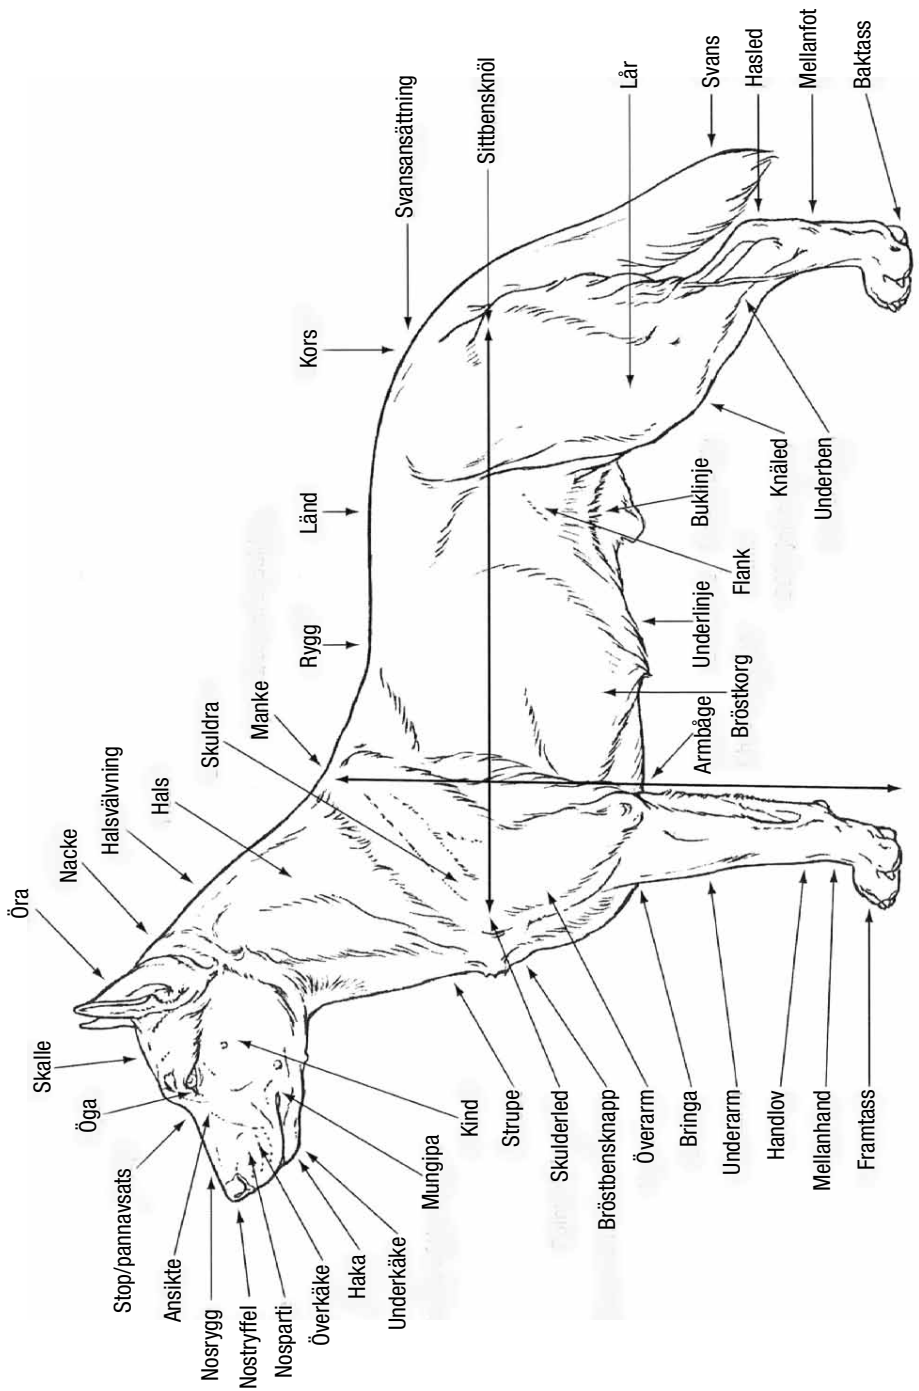 Öra
Nacke
Halsvälvning
Hals
Skuldra
Manke
Rygg
Länd
Kors
Svansansättning
Sittbensknöl
Lår
Svans
Hasled
Mellanfot
Baktass
Skalle
Öga
Stop/pannavsats
Ansikte
Nosrygg
Nostryffel
Nosparti
Överkäke
Haka
Underkäke
Mungipa
Kind
Strupe
Skulderled
Bröstbensknapp
Överarm
Bringa
Underarm
Handlov
Mellanhand
Framtass
Armbåge
Bröstkorg
Underlinje
Flank
Buklinje
Knäled
Underben